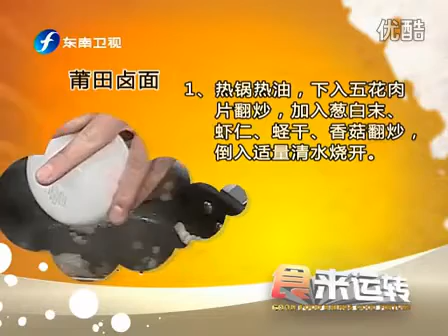 优酷
东南卫视
莆田卤面
1、热锅热油，下入五花肉
片翻炒，加入葱白末、
虾仁、蛏干、香菇翻炒，
倒入适量清水烧开。
食来运转